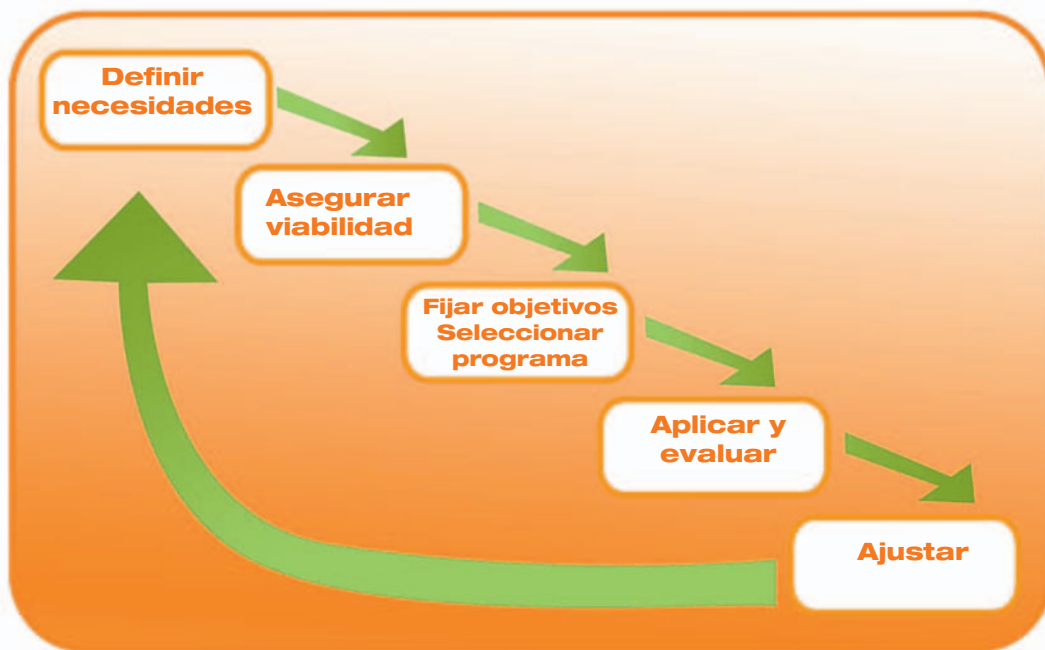 Definir
necesidades
Asegurar
viabilidad
Fijar objetivos
Seleccionar
programa
Aplicar y
evaluar
Ajustar